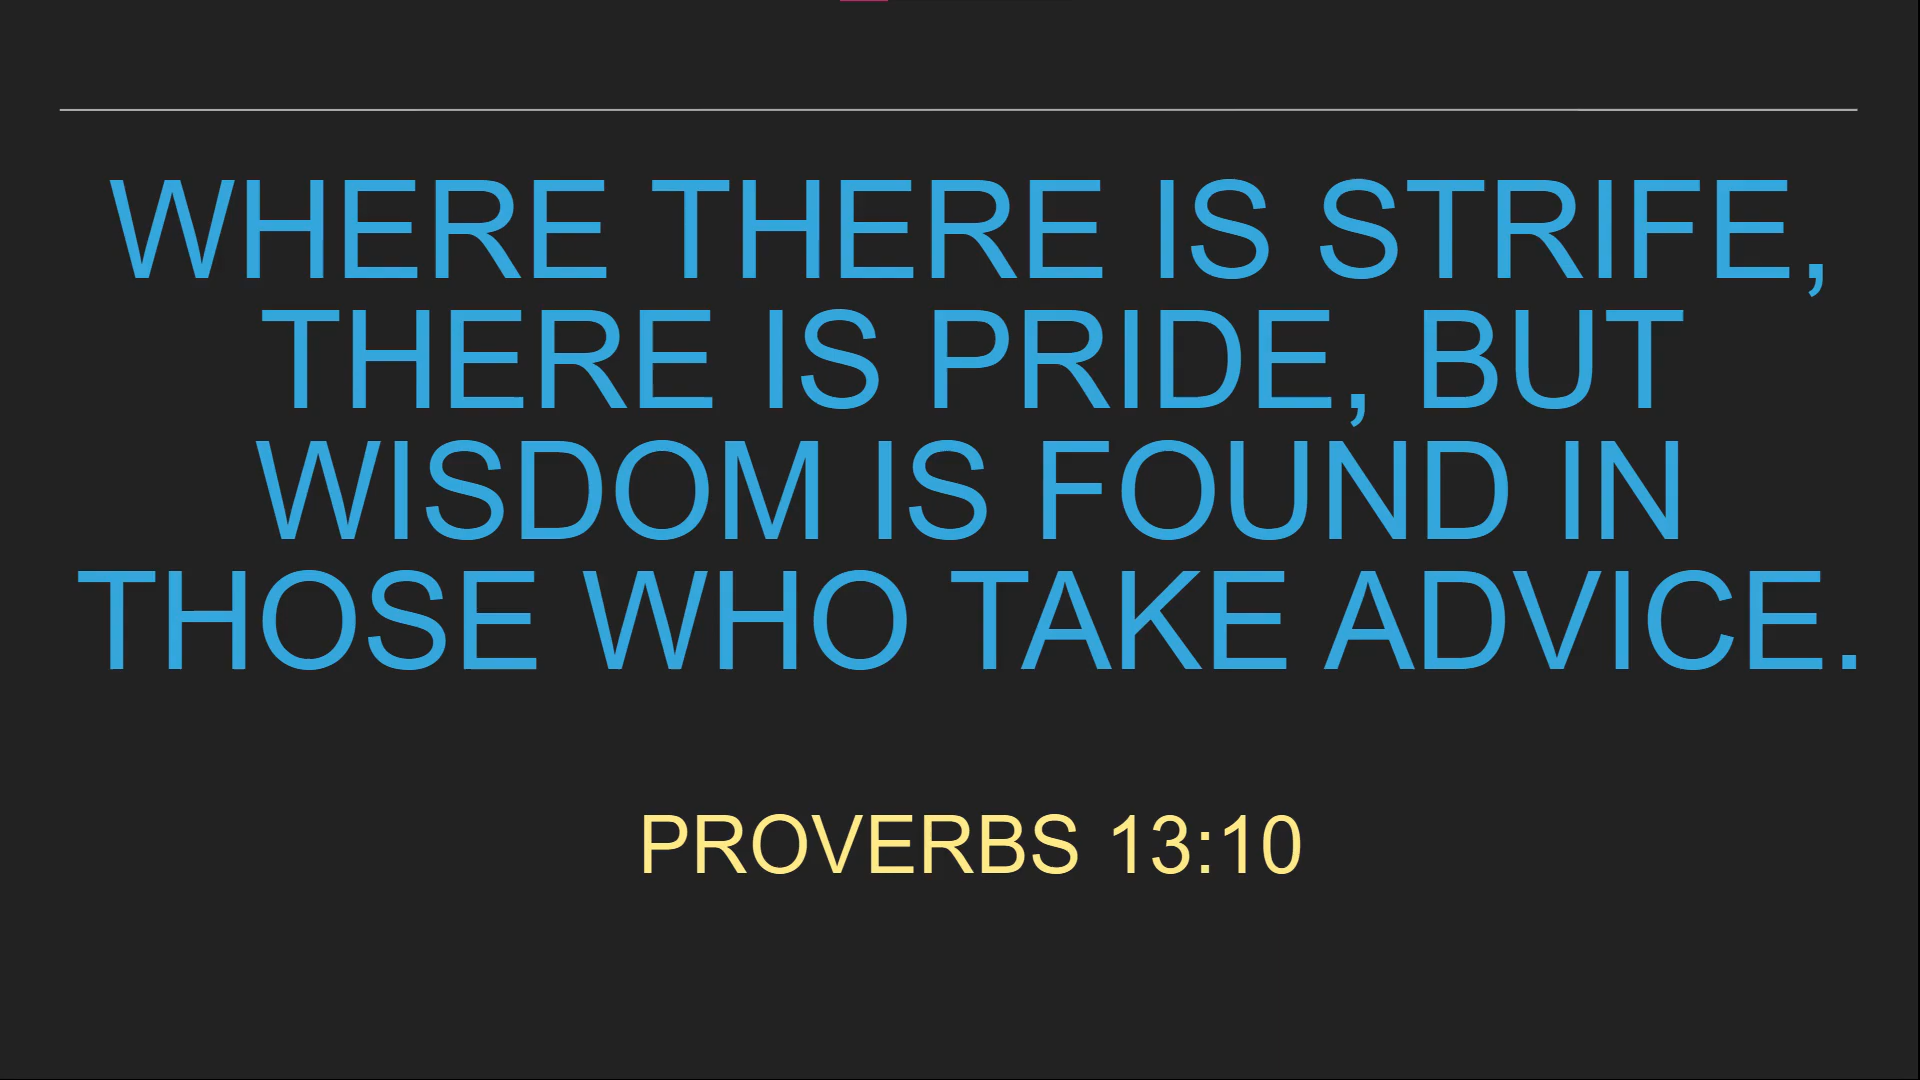 WHERE THERE IS STRIFE,
THERE IS PRIDE, BUT
WISDOM IS FOUND IN
THOSE WHO TAKE ADVICE.
PROVERBS 13:10